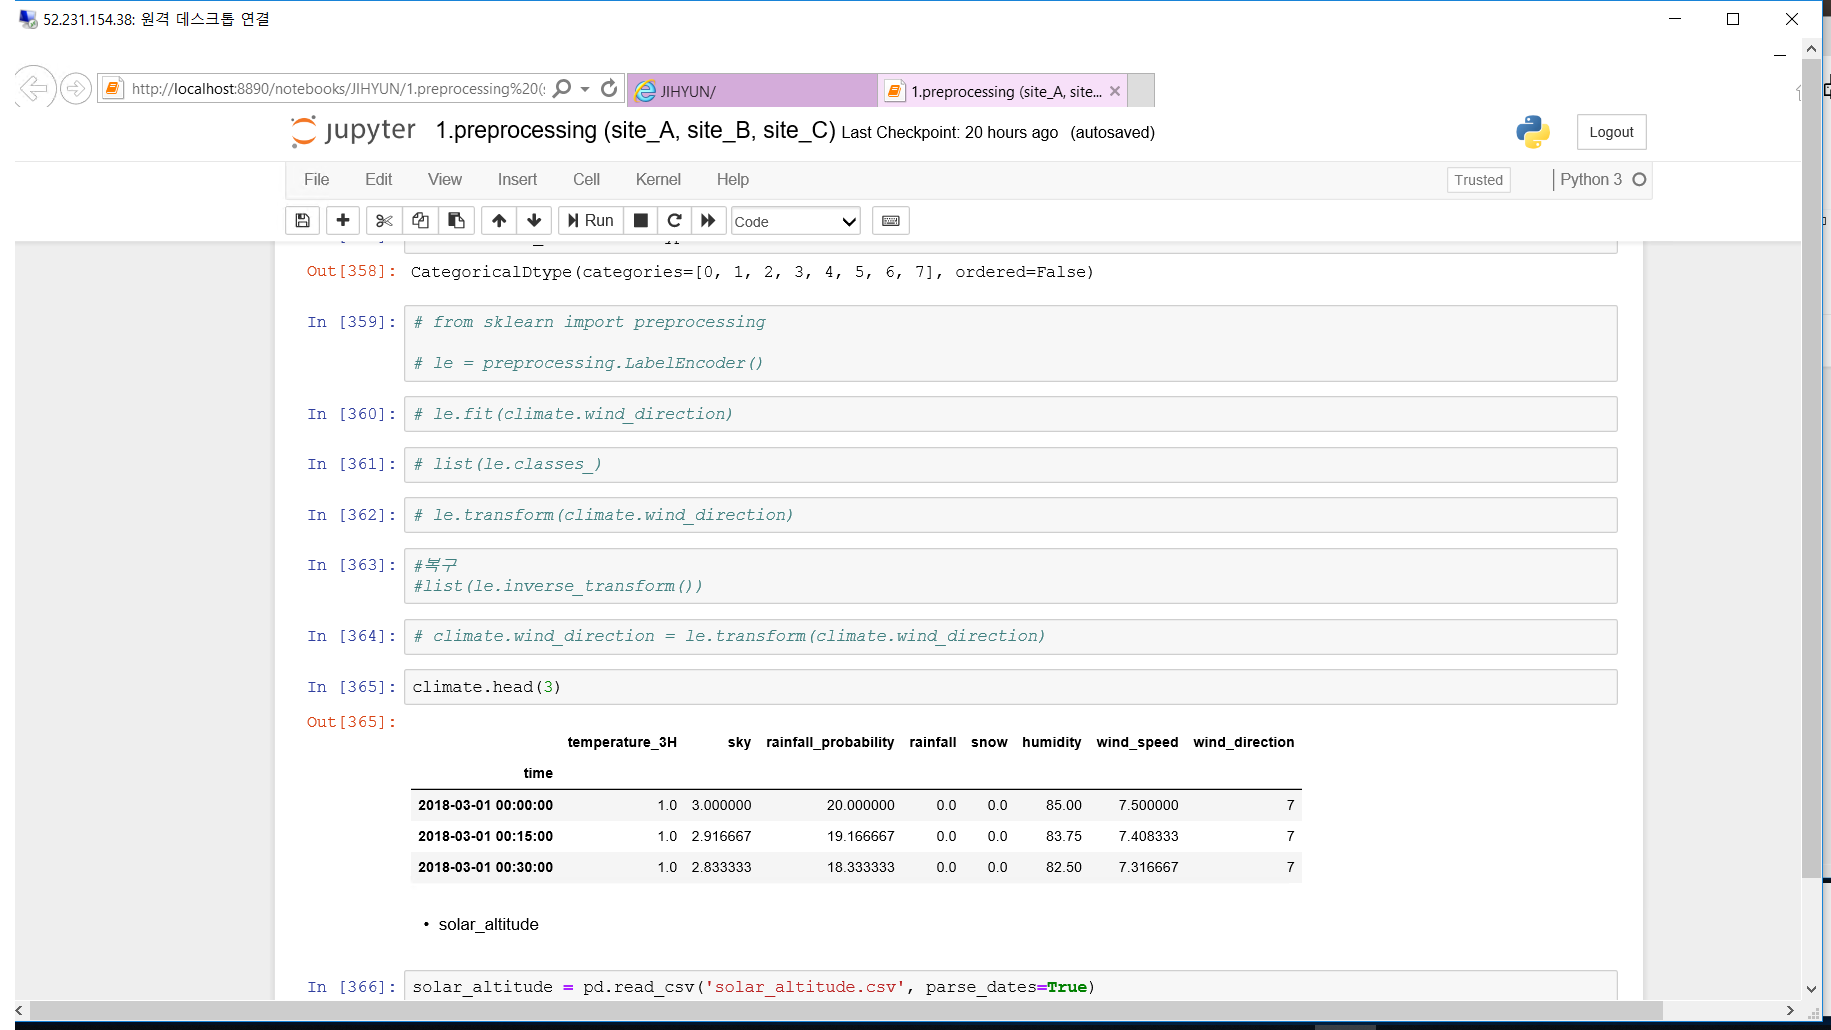 52.231.154.38: 원격 데스크톱 연결
http://localhost:8890/notebooks/JIHYUN/1.preprocessing%20(
JIHYUN/
1.preprocessing (site_A, site...
jupyter 1.preprocessing (site_A, site_B, site_C) Last Checkpoint: 20 hours ago (autosaved)
Logout
File Edit View Insert Cell Kernel Help
Trusted
Python 3
Run
Code
Out[358]: CategoricalDtype(categories=[0, 1, 2, 3, 4, 5, 6, 7], ordered=False)
In [359]: # from sklearn import preprocessing
# le = preprocessing.LabelEncoder()
In [360]: # le.fit(climate.wind_direction)
In [361]: # list(le.classes_)
In [362]: # le.transform(climate.wind_direction)
In [363]: #복구
#list(le.inverse_transform())
In [364]: # climate.wind_direction = le.transform(climate.wind_direction)
In [365]: climate.head(3)
Out[365]:
temperature_3H sky rainfall_probability rainfall snow humidity wind_speed wind_direction
time
2018-03-01 00:00:00 1.0 3.000000 20.000000 0.0 0.0 85.00 7.500000 7
2018-03-01 00:15:00 1.0 2.916667 19.166667 0.0 0.0 83.75 7.408333 7
2018-03-01 00:30:00 1.0 2.833333 18.333333 0.0 0.0 82.50 7.316667 7
• solar_altitude
In [366]: solar_altitude = pd.read_csv('solar_altitude.csv', parse_dates=True)